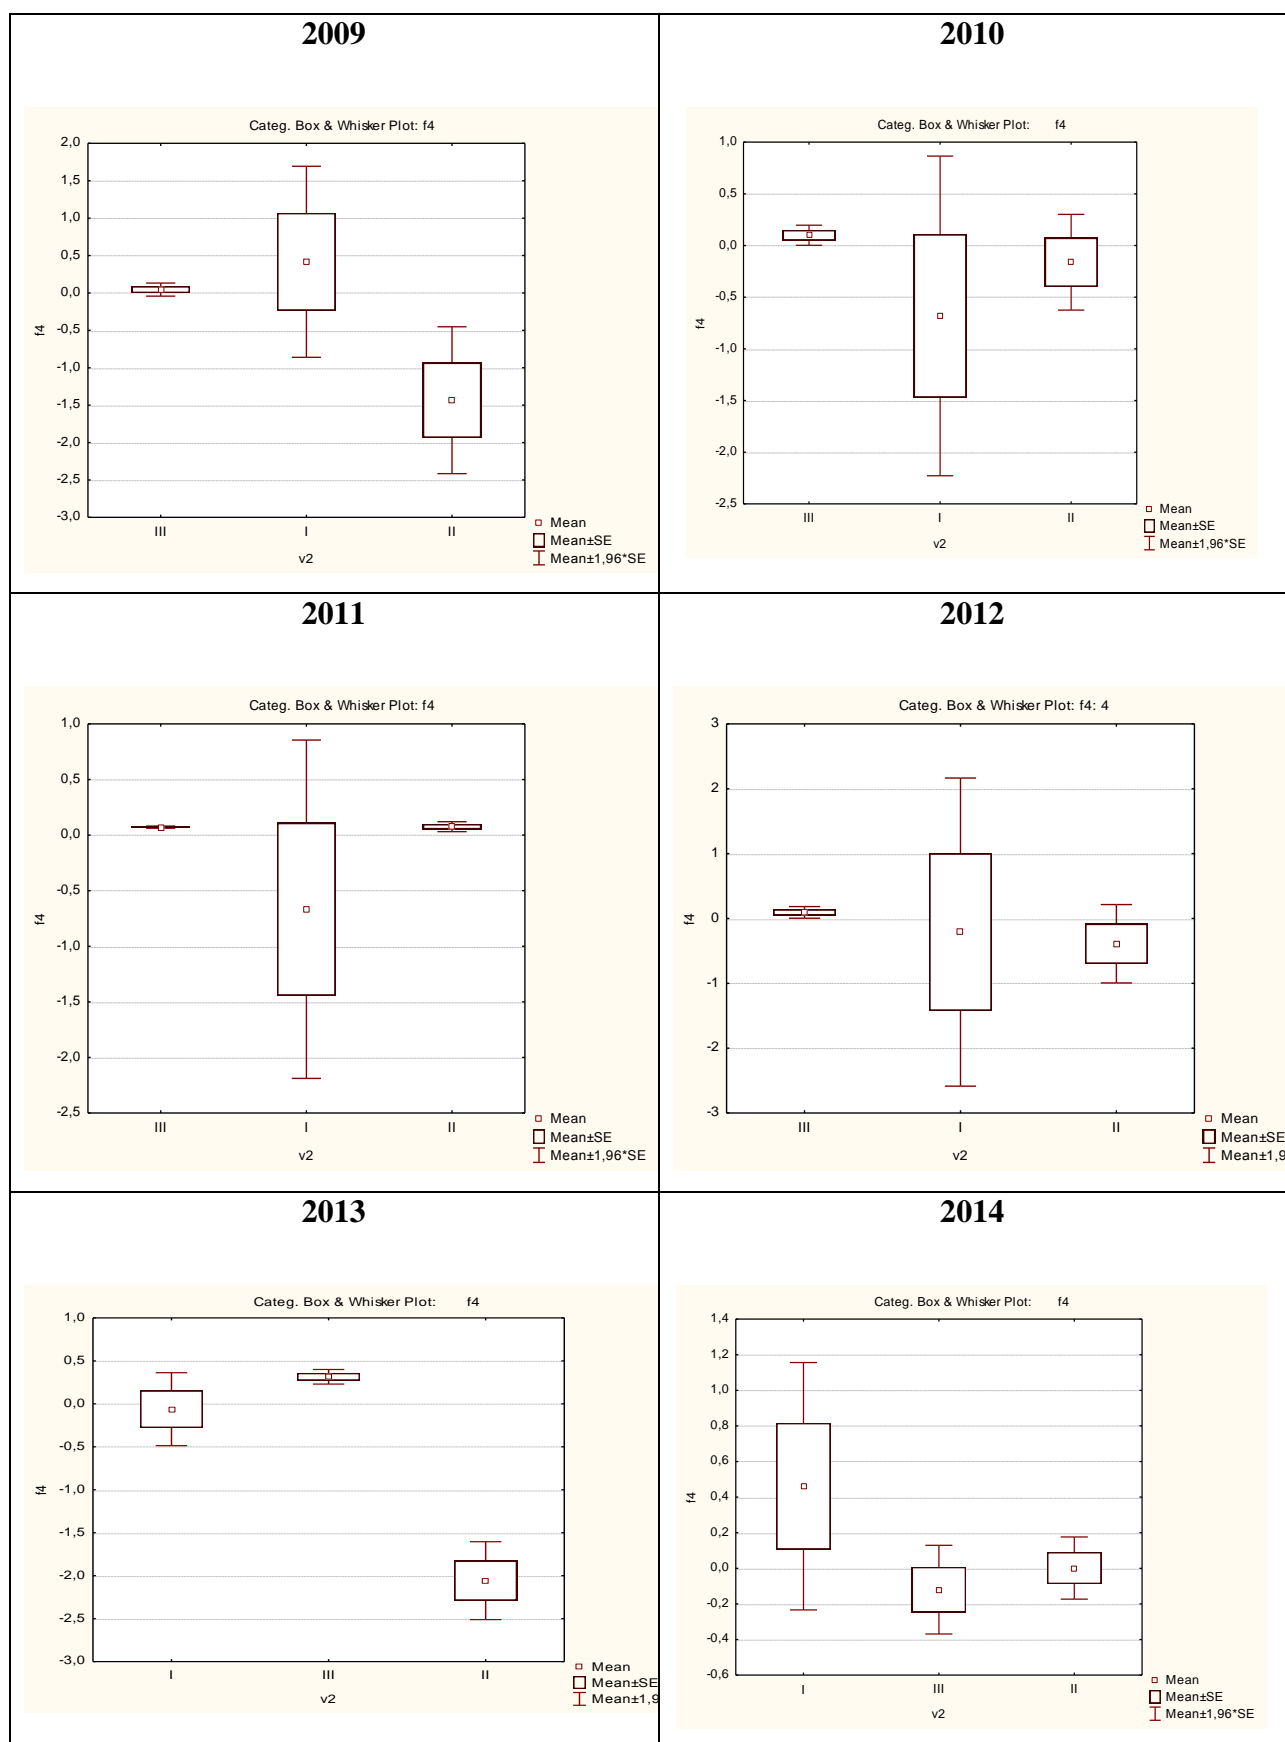 2009
Categ. Box & Whisker Plot: f4
2,0
1,5
1,0
0,5
0,0
-0,5
-1,0
-1,5
-2,0
-2,5
-3,0
f4
III I II
v2
Mean
Mean±SE
Mean±1,96*SE
2010
Categ. Box & Whisker Plot: f4
1,0
0,5
0,0
-0,5
-1,0
-1,5
-2,0
-2,5
f4
III I II
v2
Mean
Mean±SE
Mean±1,96*SE
2011
Categ. Box & Whisker Plot: f4
1,0
0,5
0,0
-0,5
-1,0
-1,5
-2,0
-2,5
f4
III I II
v2
Mean
Mean±SE
Mean±1,96*SE
2012
Categ. Box & Whisker Plot: f4: 4
3
2
1
0
-1
-2
-3
f4
III I II
v2
Mean
Mean±SE
Mean±1,9
2013
Categ. Box & Whisker Plot: f4
1,0
0,5
0,0
-0,5
-1,0
-1,5
-2,0
-2,5
-3,0
f4
I III II
v2
Mean
Mean±SE
Mean±1,9
2014
Categ. Box & Whisker Plot: f4
1,4
1,2
1,0
0,8
0,6
0,4
0,2
0,0
-0,2
-0,4
-0,6
f4
I III II
v2
Mean
Mean±SE
Mean±1,96*SE